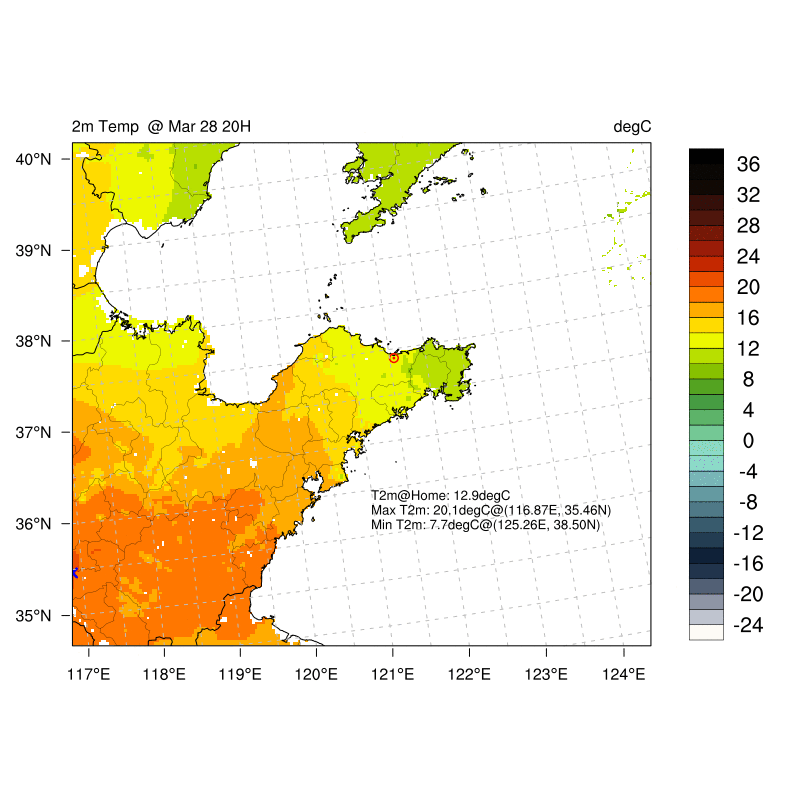 2m Temp @ Mar 28 20H
degC
40°N
39°N
38°N
37°N
36°N
35°N
117°E
118°E
119°E
120°E
121°E
122°E
123°E
124°E
T2m@Home: 12.9degC
Max T2m: 20.1degC@(116.87E, 35.46N)
Min T2m: 7.7degC@(125.26E, 38.50N)
36
32
28
24
20
16
12
8
4
0
-4
-8
-12
-16
-20
-24